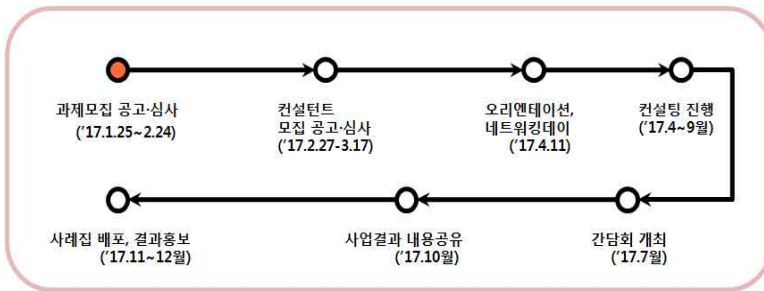 과제모집 공고·심사
('17.1.25~2.24)
컨설턴트
모집 공고·심사
('17.2.27-3.17)
오리엔테이션,
네트워킹데이
('17.4.11)
컨설팅 진행
('17.4~9월)
간담회 개최
('17.7월)
사업결과 내용공유
('17.10월)
사례집 배포, 결과홍보
('17.11~12월)